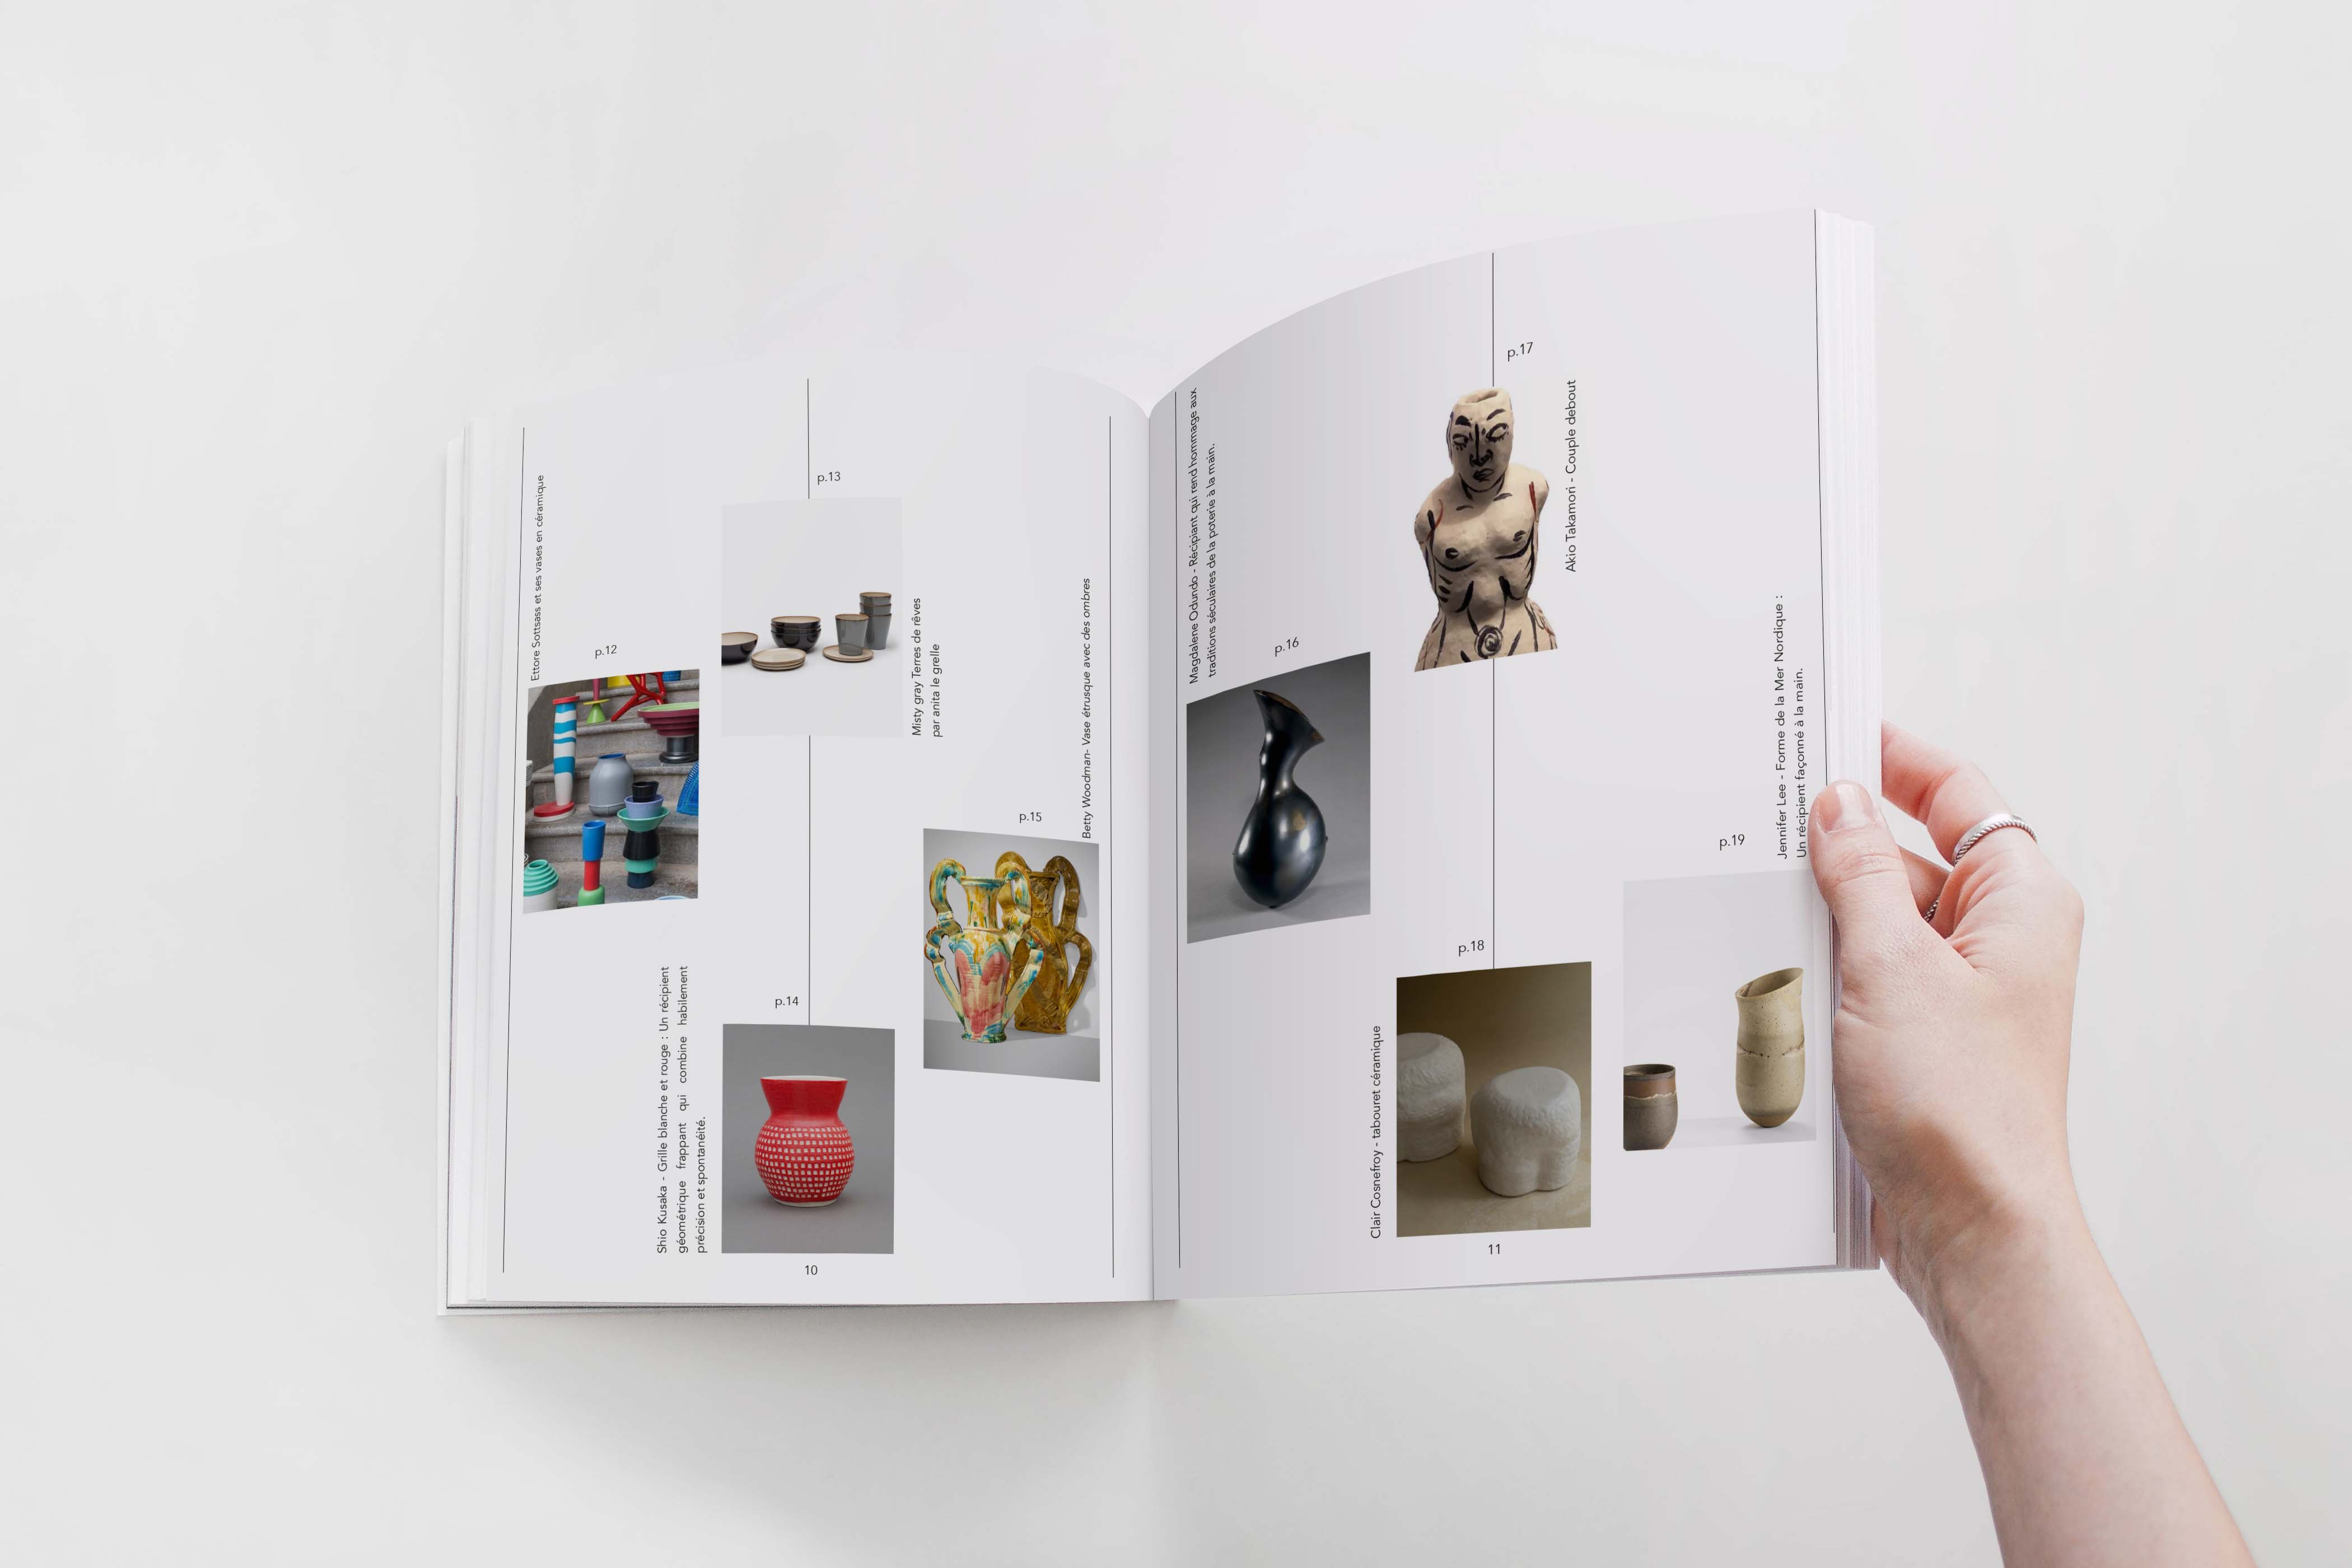 Ettore Sottsass et ses vases en céramique
p.12
p.13
Misty gray Terres de rêves
par anita le grelle
Shio Kusaka - Grille blanche et rouge : Un récipient
géométrique frappant qui combine habilement
précision et spontanéité.
p.14
p.15
Betty Woodman- Vase étrusque avec des ombres
10
Magdalene Odundo - Récipiant qui rend hommage aux
traditions séculaires de la poterie à la main.
p.16
p.17
Akio Takamori - Couple debout
p.18
Clair Cosnefroy - tabouret céramique
p.19
Jennifer Lee - Forme de la Mer Nordique :
Un récipient façonné à la main.
11